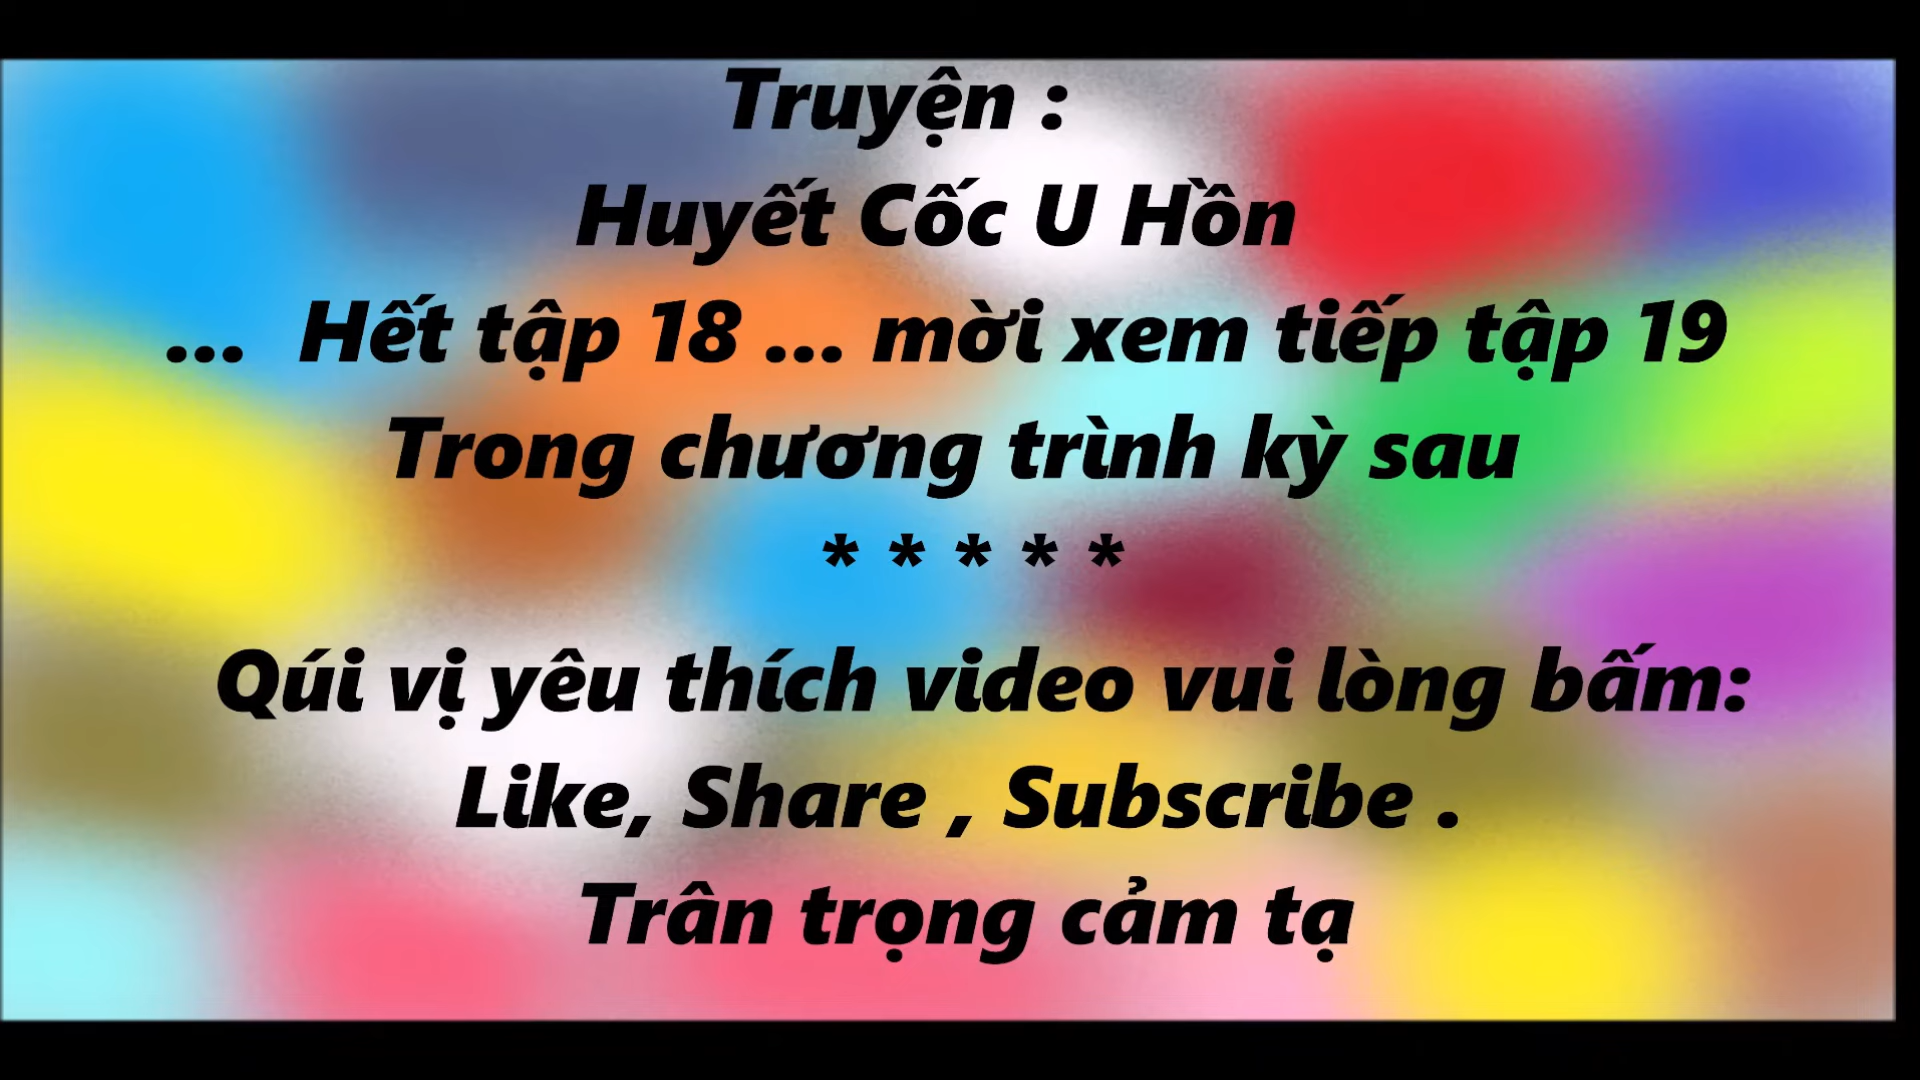 Truyện :
Huyết Cốc U Hồn
... Hết tập 18 ... mời xem tiếp tập 19
Trong chương trình kỳ sau
* * * * *
Qúi vị yêu thích video vui lòng bấm:
Like, Share , Subscribe .
Trân trọng cảm tạ